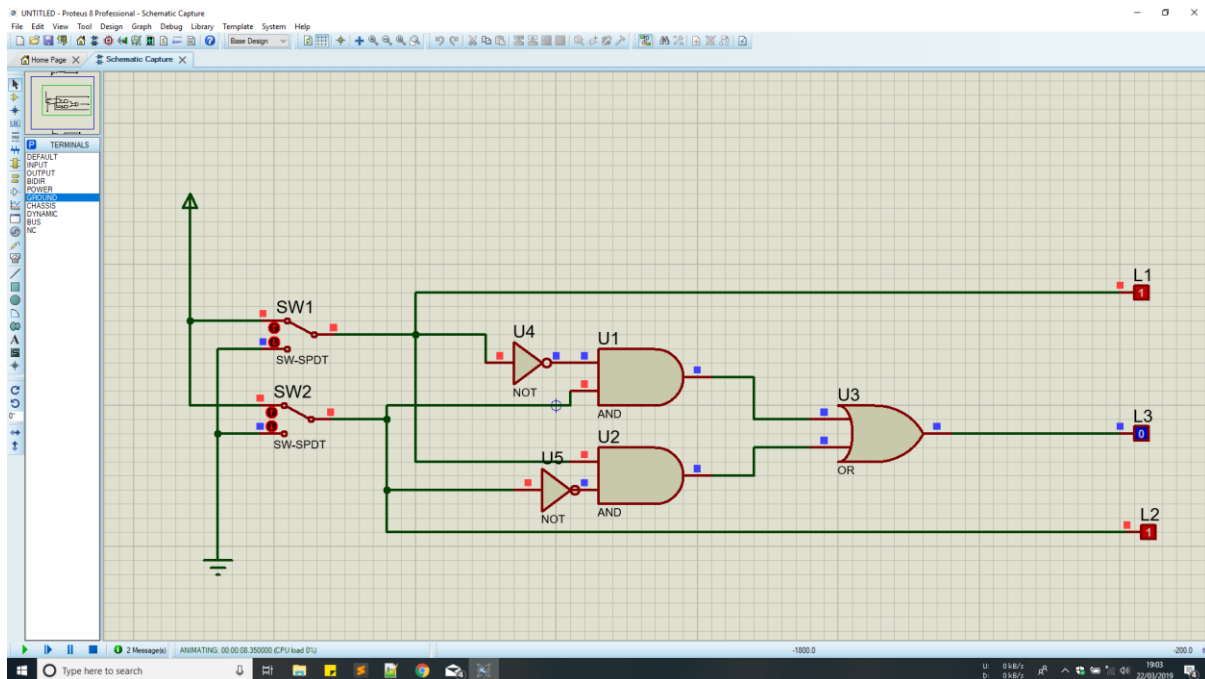 UNTITLED - Proteus 8 Professional - Schematic Capture
File Edit View Tool Design Graph Debug Library Template System Help
Base Design
Home Page Schematic Capture
P TERMINALS
DEFAULT
INPUT
OUTPUT
BIDIR
POWER
GROUND
CHASSIS
DYNAMIC
BUS
NC
L1
1
SW1
SW-SPDT
U4
NOT
U1
AND
SW2
SW-SPDT
U3
OR
L3
0
U2
AND
U5
NOT
L2
1
2 Message(s) ANIMATING: 00:00:08.350000 (CPU load 0%) -1800.0 -200.0
Type here to search
U: 0 kB/s
D: 0 kB/s
19:03
22/03/2019